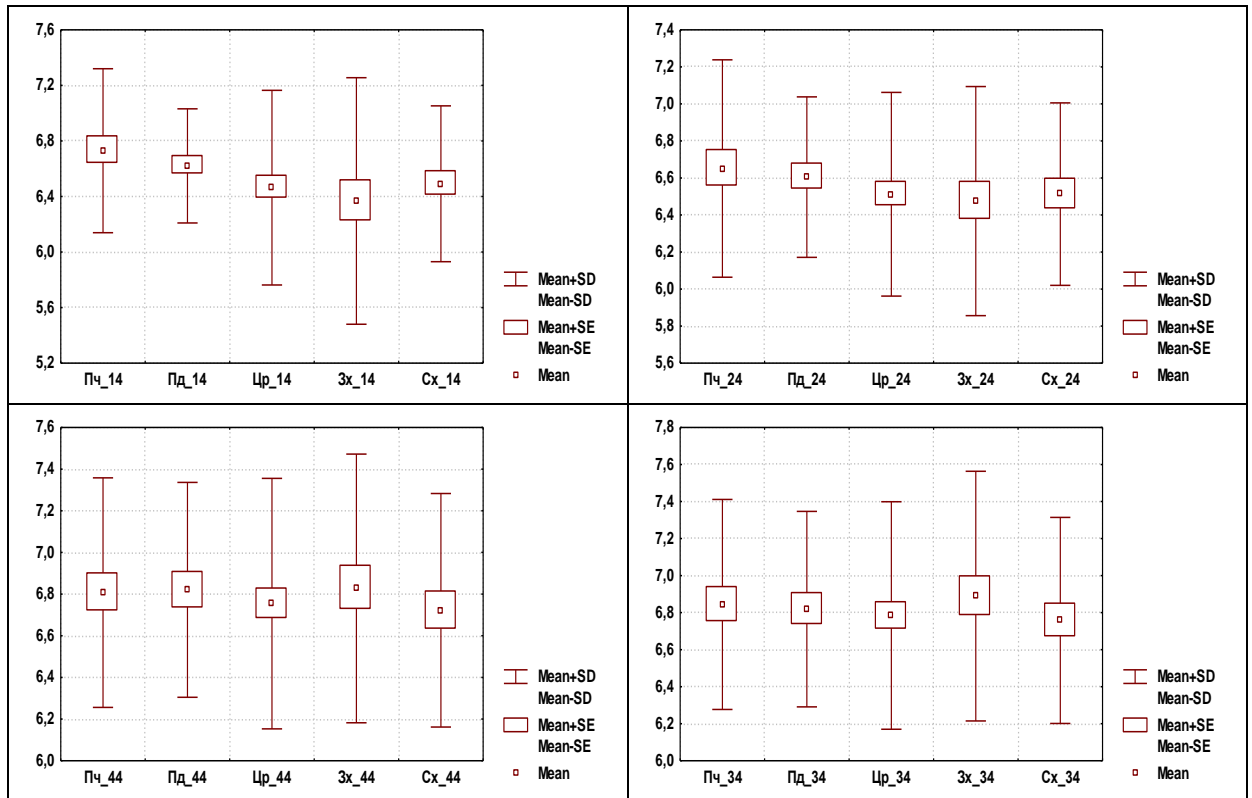 7,6
7,2
6,8
6,4
6,0
5,6
5,2
Пч_14 Пд_14 Цр_14 Зх_14 Сх_14
Mean+SD
Mean-SD
Mean+SE
Mean-SE
Mean
7,4
7,2
7,0
6,8
6,6
6,4
6,2
6,0
5,8
5,6
Пч_24 Пд_24 Цр_24 Зх_24 Сх_24
Mean+SD
Mean-SD
Mean+SE
Mean-SE
Mean
7,6
7,4
7,2
7,0
6,8
6,6
6,4
6,2
6,0
Пч_44 Пд_44 Цр_44 Зх_44 Сх_44
Mean+SD
Mean-SD
Mean+SE
Mean-SE
Mean
7,8
7,6
7,4
7,2
7,0
6,8
6,6
6,4
6,2
6,0
Пч_34 Пд_34 Цр_34 Зх_34 Сх_34
Mean+SD
Mean-SD
Mean+SE
Mean-SE
Mean